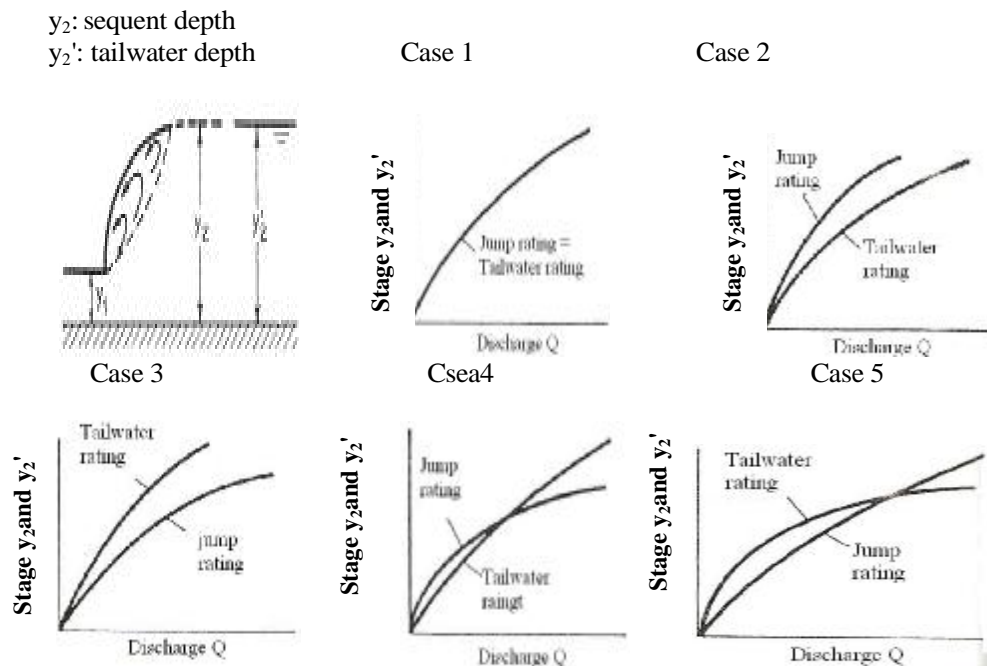 y₂: sequent depth
y₂': tailwater depth
Case 1
Case 2
y₁
y₂
y₂'
Stage y₂and y₂'
Jump rating =
Tailwater rating
Discharge Q
Stage y₂and y₂'
Jump
rating
Tailwater
rating
Discharge Q
Case 3
Csea4
Case 5
Stage y₂and y₂'
Tailwater
rating
jump
rating
Discharge Q
Stage y₂and y₂'
Jump
rating
Tailwater
raingt
Discharge Q
Stage y₂and y₂'
Tailwater
rating
Jump
rating
Discharge Q